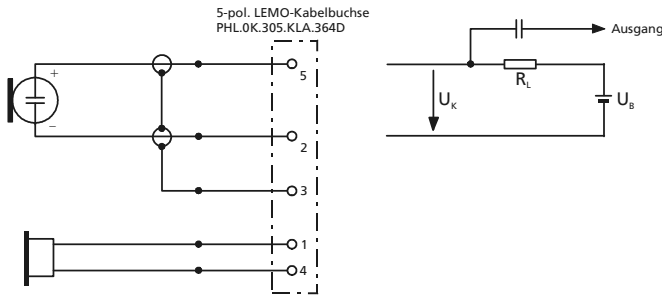 5-pol. LEMO-Kabelbuchse
PHL.0K.305.KLA.364D
+
5
–
2
3
1
4
Ausgang
R_L
U_K
U_B